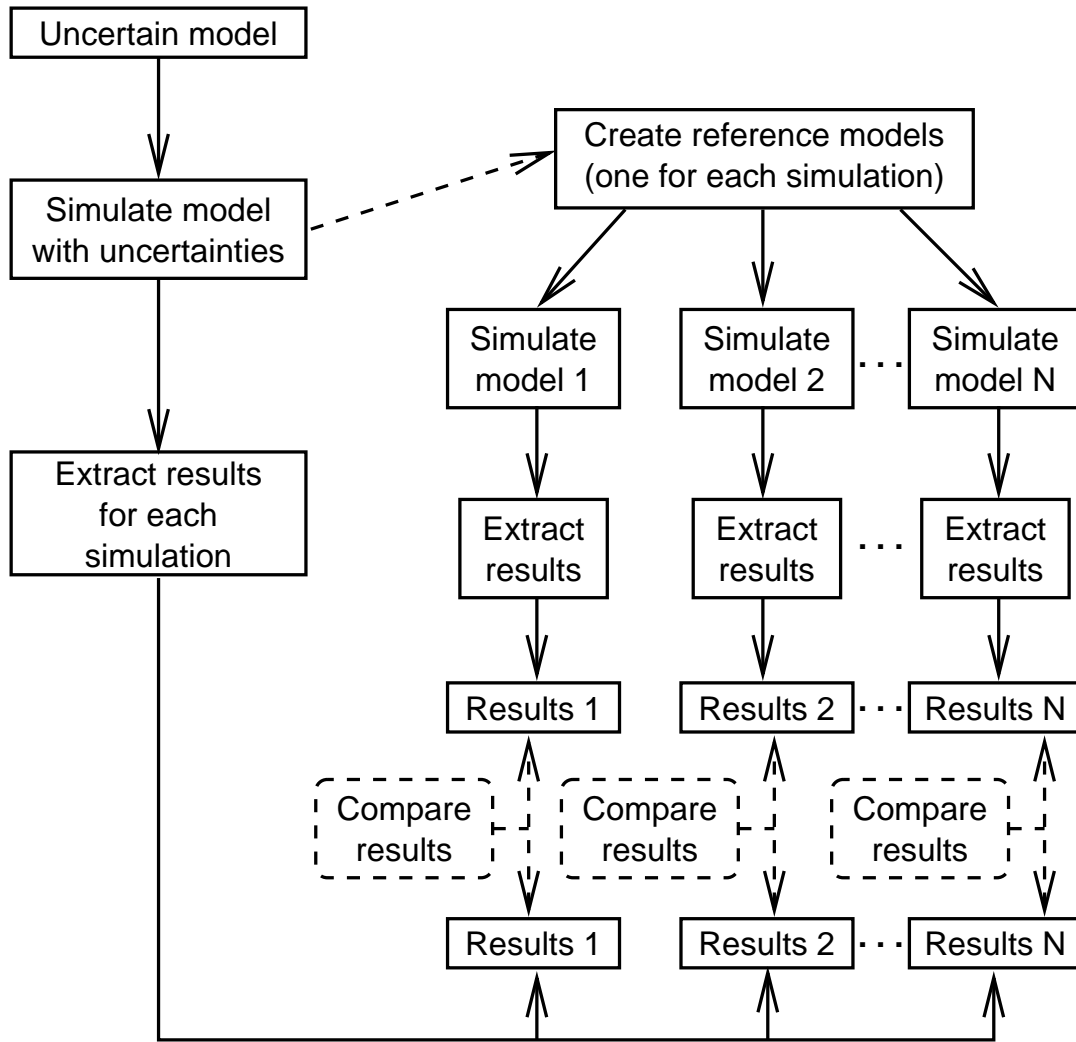 Uncertain model
Create reference models
(one for each simulation)
Simulate model
with uncertainties
Simulate
model 1
Simulate
model 2
. . .
Simulate
model N
Extract results
for each
simulation
Extract
results
Extract
results
. . .
Extract
results
Results 1
Results 2
. . .
Results N
Compare
results
Compare
results
Compare
results
Results 1
Results 2
. . .
Results N